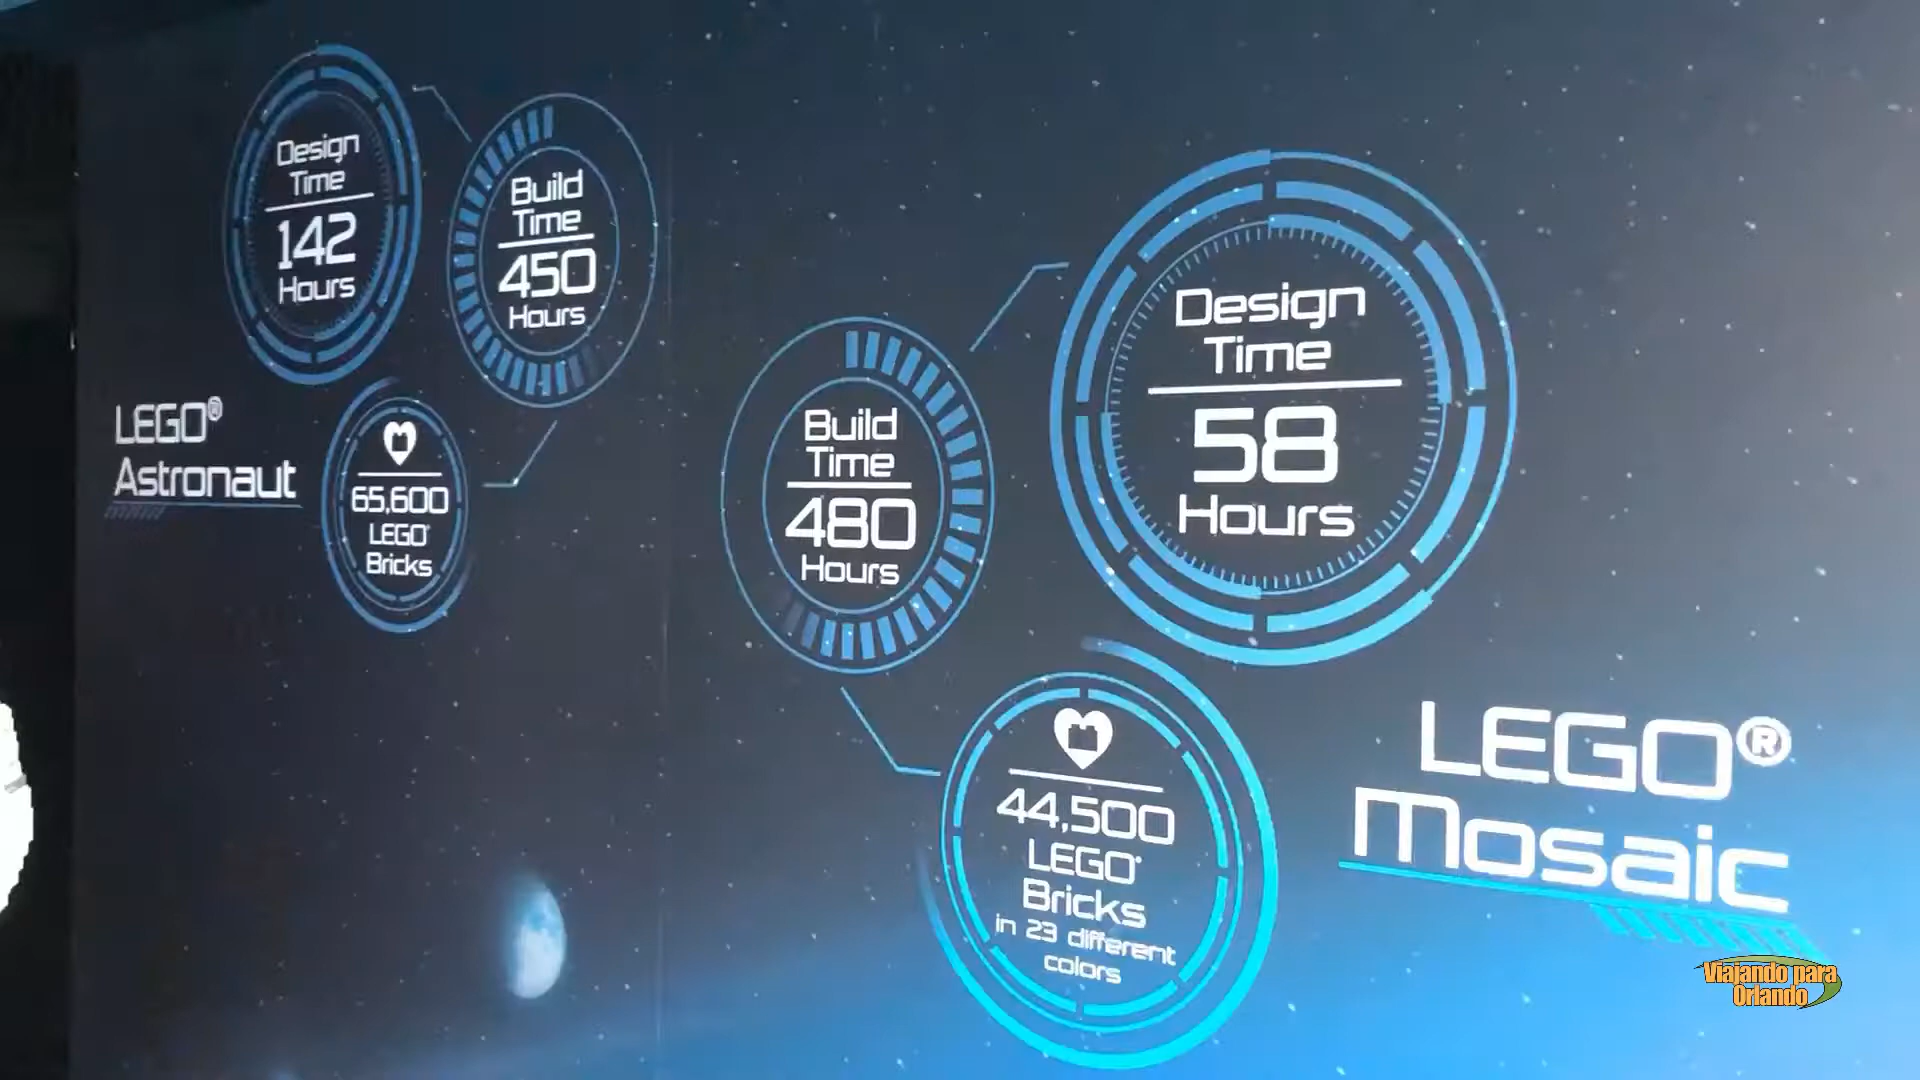 Design
Time
142
Hours
Build
Time
450
Hours
LEGO®
Astronaut
65,600
LEGO®
Bricks
Build
Time
480
Hours
Design
Time
58
Hours
44,500
LEGO®
Bricks
in 23 different
colors
LEGO®
Mosaic
Viajando para
Orlando